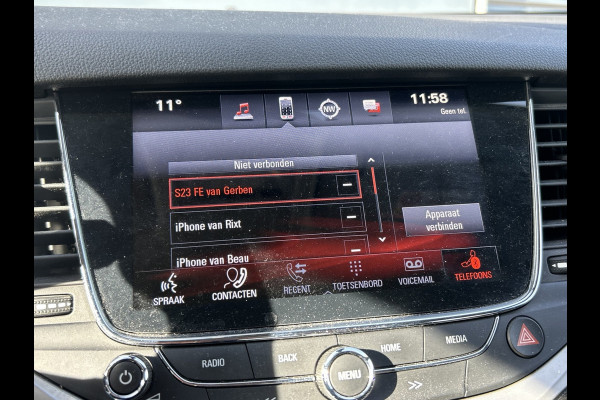 11°
NW
11:58
Geen tel.
Niet verbonden
S23 FE van Gerben
iPhone van Rixt
iPhone van Beau
Apparaat
verbinden
SPRAAK
CONTACTEN
RECENT
TOETSENBORD
VOICEMAIL
TELEFOONS
RADIO
BACK
MENU
HOME
MEDIA